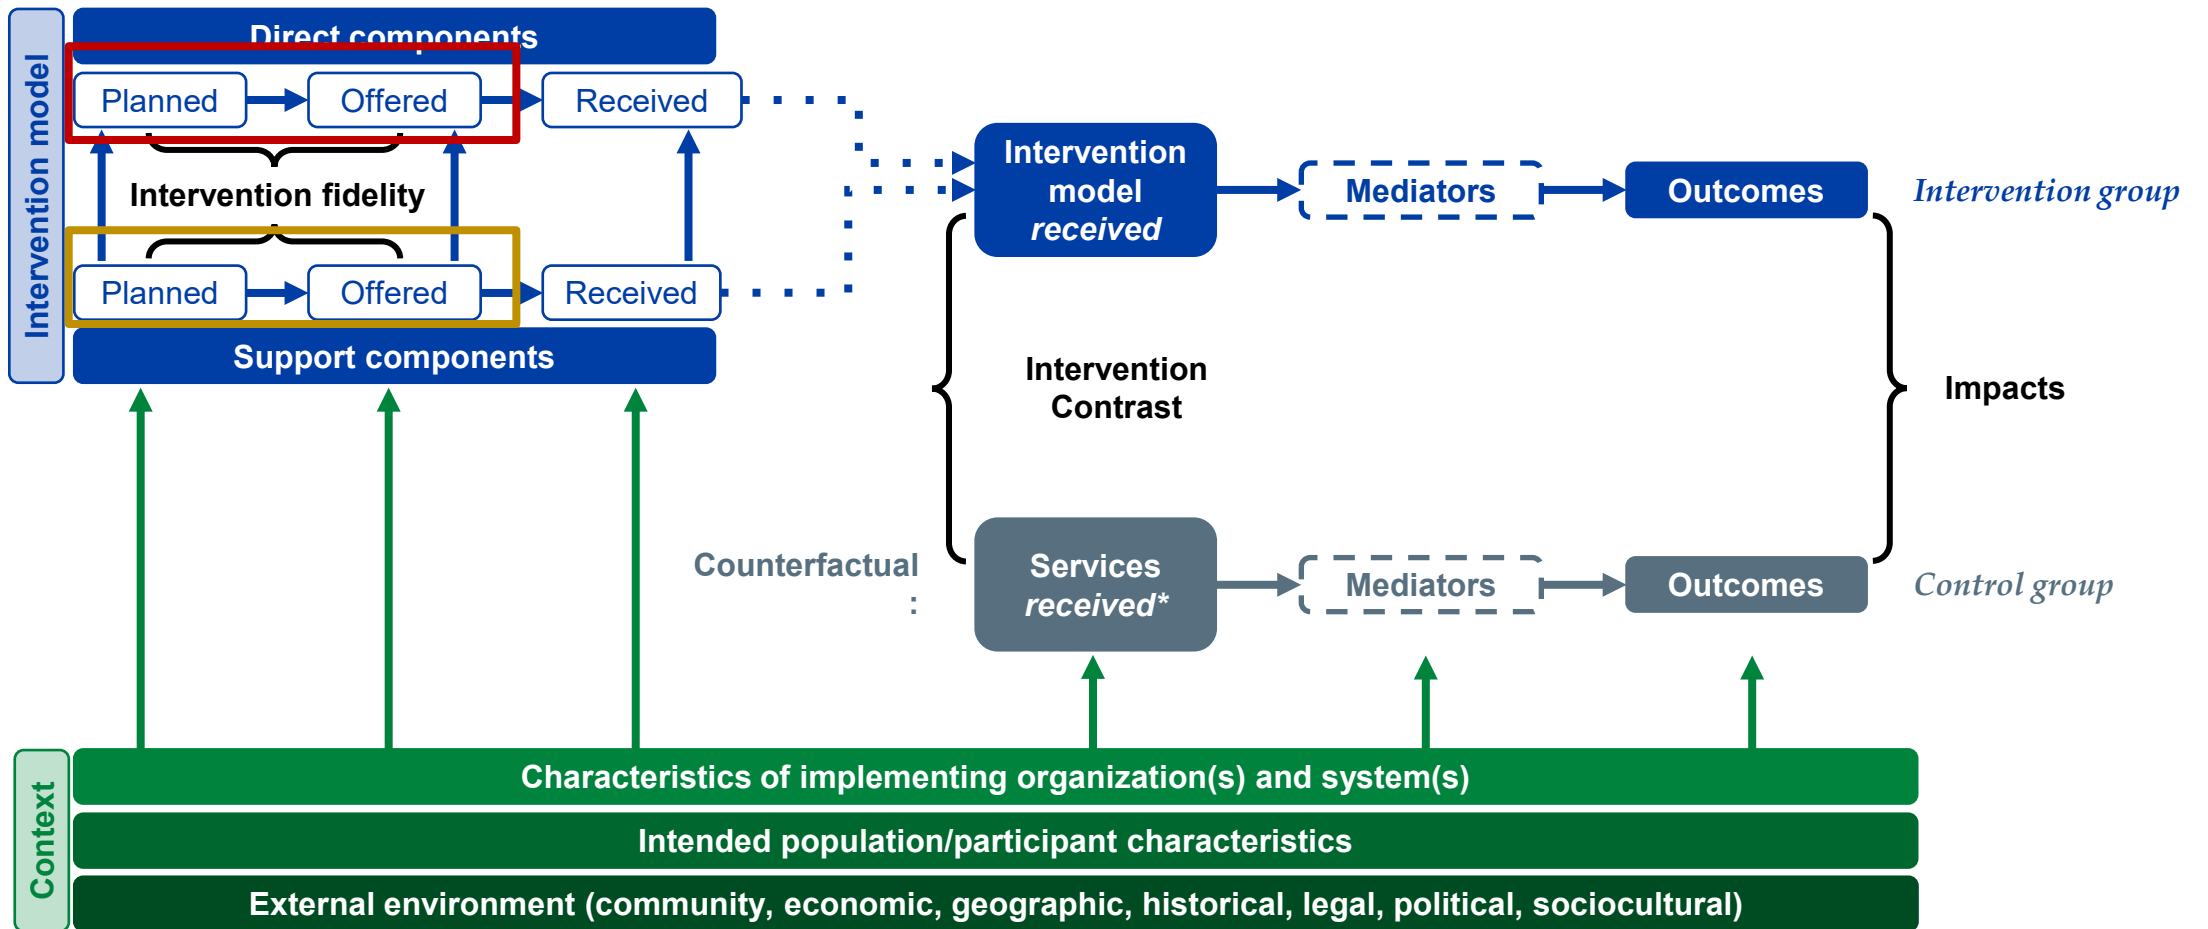 Intervention model
Direct components
Planned
Offered
Received
Intervention fidelity
Planned
Offered
Received
Support components
Intervention
model
received
Mediators
Outcomes
Intervention group
Intervention
Contrast
Impacts
Counterfactual
:
Services
received*
Mediators
Outcomes
Control group
Context
Characteristics of implementing organization(s) and system(s)
Intended population/participant characteristics
External environment (community, economic, geographic, historical, legal, political, sociocultural)